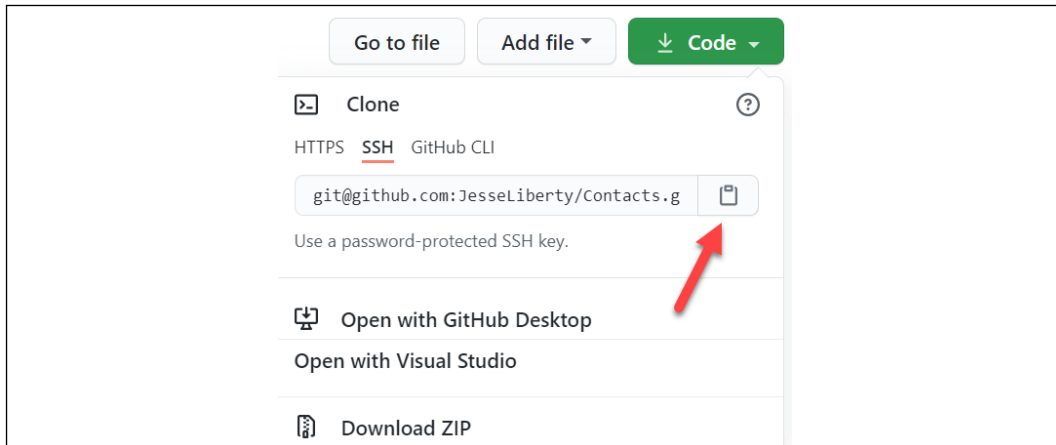 Go to file Add file Code
Clone
HTTPS SSH GitHub CLI
git@github.com:JesseLiberty/Contacts.g
Use a password-protected SSH key.
Open with GitHub Desktop
Open with Visual Studio
Download ZIP